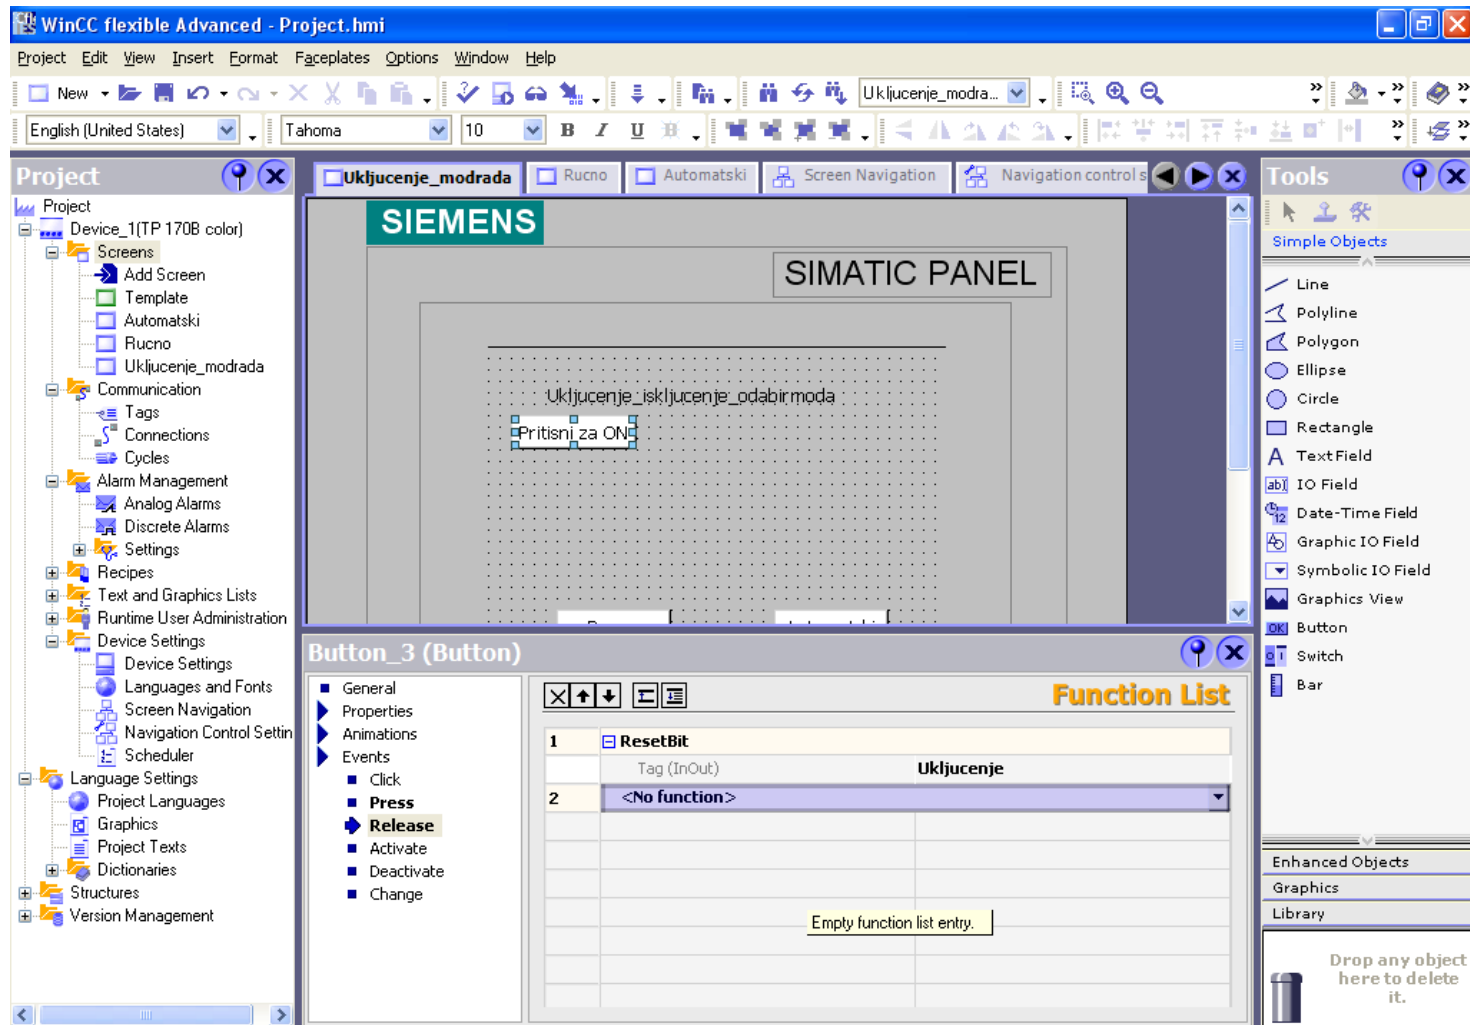 WinCC flexible Advanced - Project.hmi
Project Edit View Insert Format Faceplates Options Window Help
New Ukljucenje_modra...
English (United States) Tahoma 10 B I U
Project
Project
Device_1(TP 170B color)
Screens
Add Screen
Template
Automatski
Rucno
Ukljucenje_modrada
Communication
Tags
Connections
Cycles
Alarm Management
Analog Alarms
Discrete Alarms
Settings
Recipes
Text and Graphics Lists
Runtime User Administration
Device Settings
Device Settings
Languages and Fonts
Screen Navigation
Navigation Control Settin
Scheduler
Language Settings
Project Languages
Graphics
Project Texts
Dictionaries
Structures
Version Management
Ukljucenje_modrada Rucno Automatski Screen Navigation Navigation control s
SIEMENS
SIMATIC PANEL
Ukljucenje_iskljucenje_odabirmoda
Pritisni za ON
Button_3 (Button)
General
Properties
Animations
Events
Click
Press
Release
Activate
Deactivate
Change
Function List
1 ResetBit
Tag (InOut) Ukljucenje
2 <No function>
Empty function list entry.
Tools
Simple Objects
Line
Polyline
Polygon
Ellipse
Circle
Rectangle
A Text Field
IO Field
Date-Time Field
Graphic IO Field
Symbolic IO Field
Graphics View
OK Button
Switch
Bar
Enhanced Objects
Graphics
Library
Drop any object
here to delete
it.